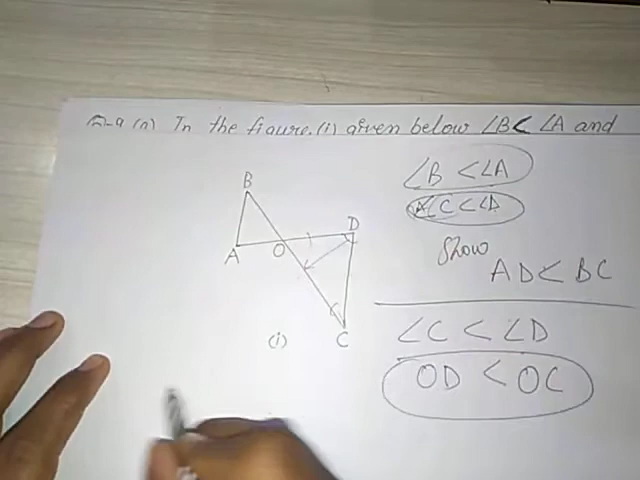 Q-9 (a) In the figure.(i) given below ∠B < ∠A and
∠B < ∠A
∠C < ∠D
Show
AD < BC
B
D
A
O
C
(i)
∠C < ∠D
OD < OC